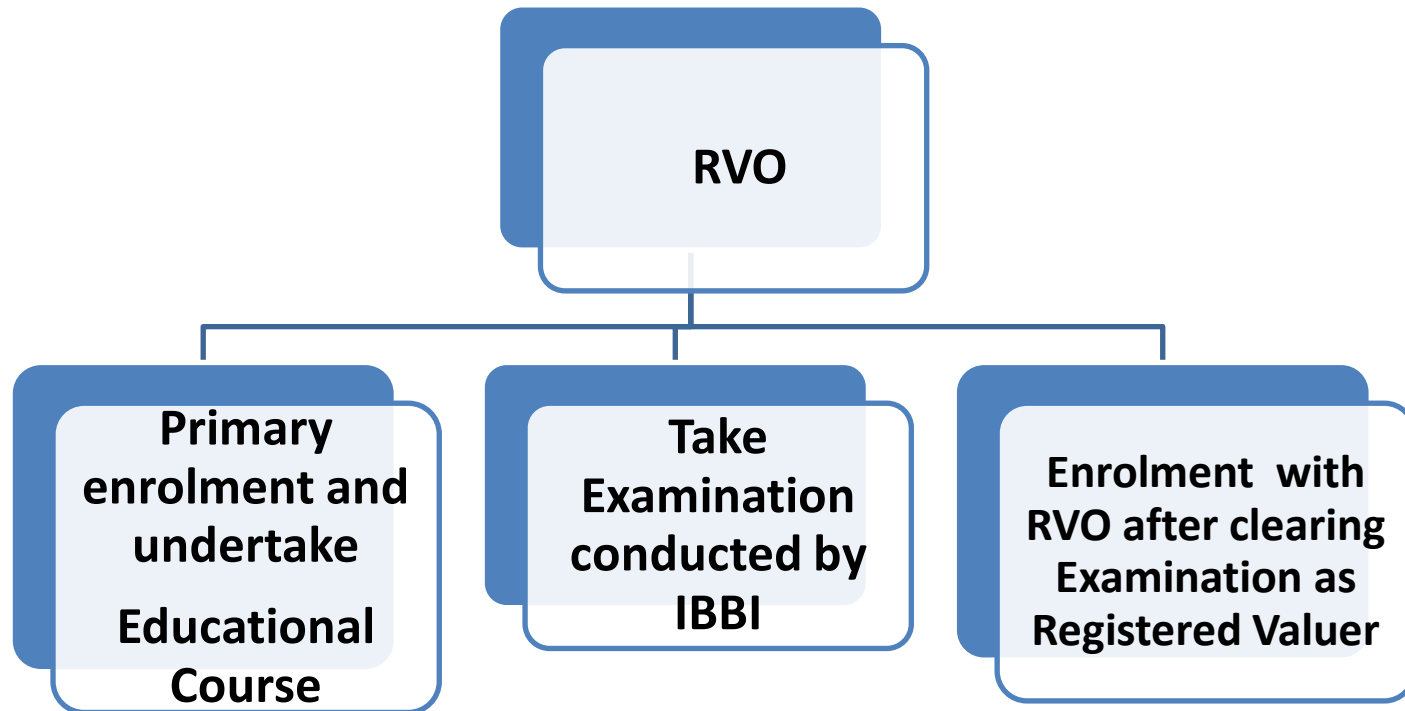 RVO
Primary
enrolment and
undertake
Educational
Course
Take
Examination
conducted by
IBBI
Enrolment with
RVO after clearing
Examination as
Registered Valuer